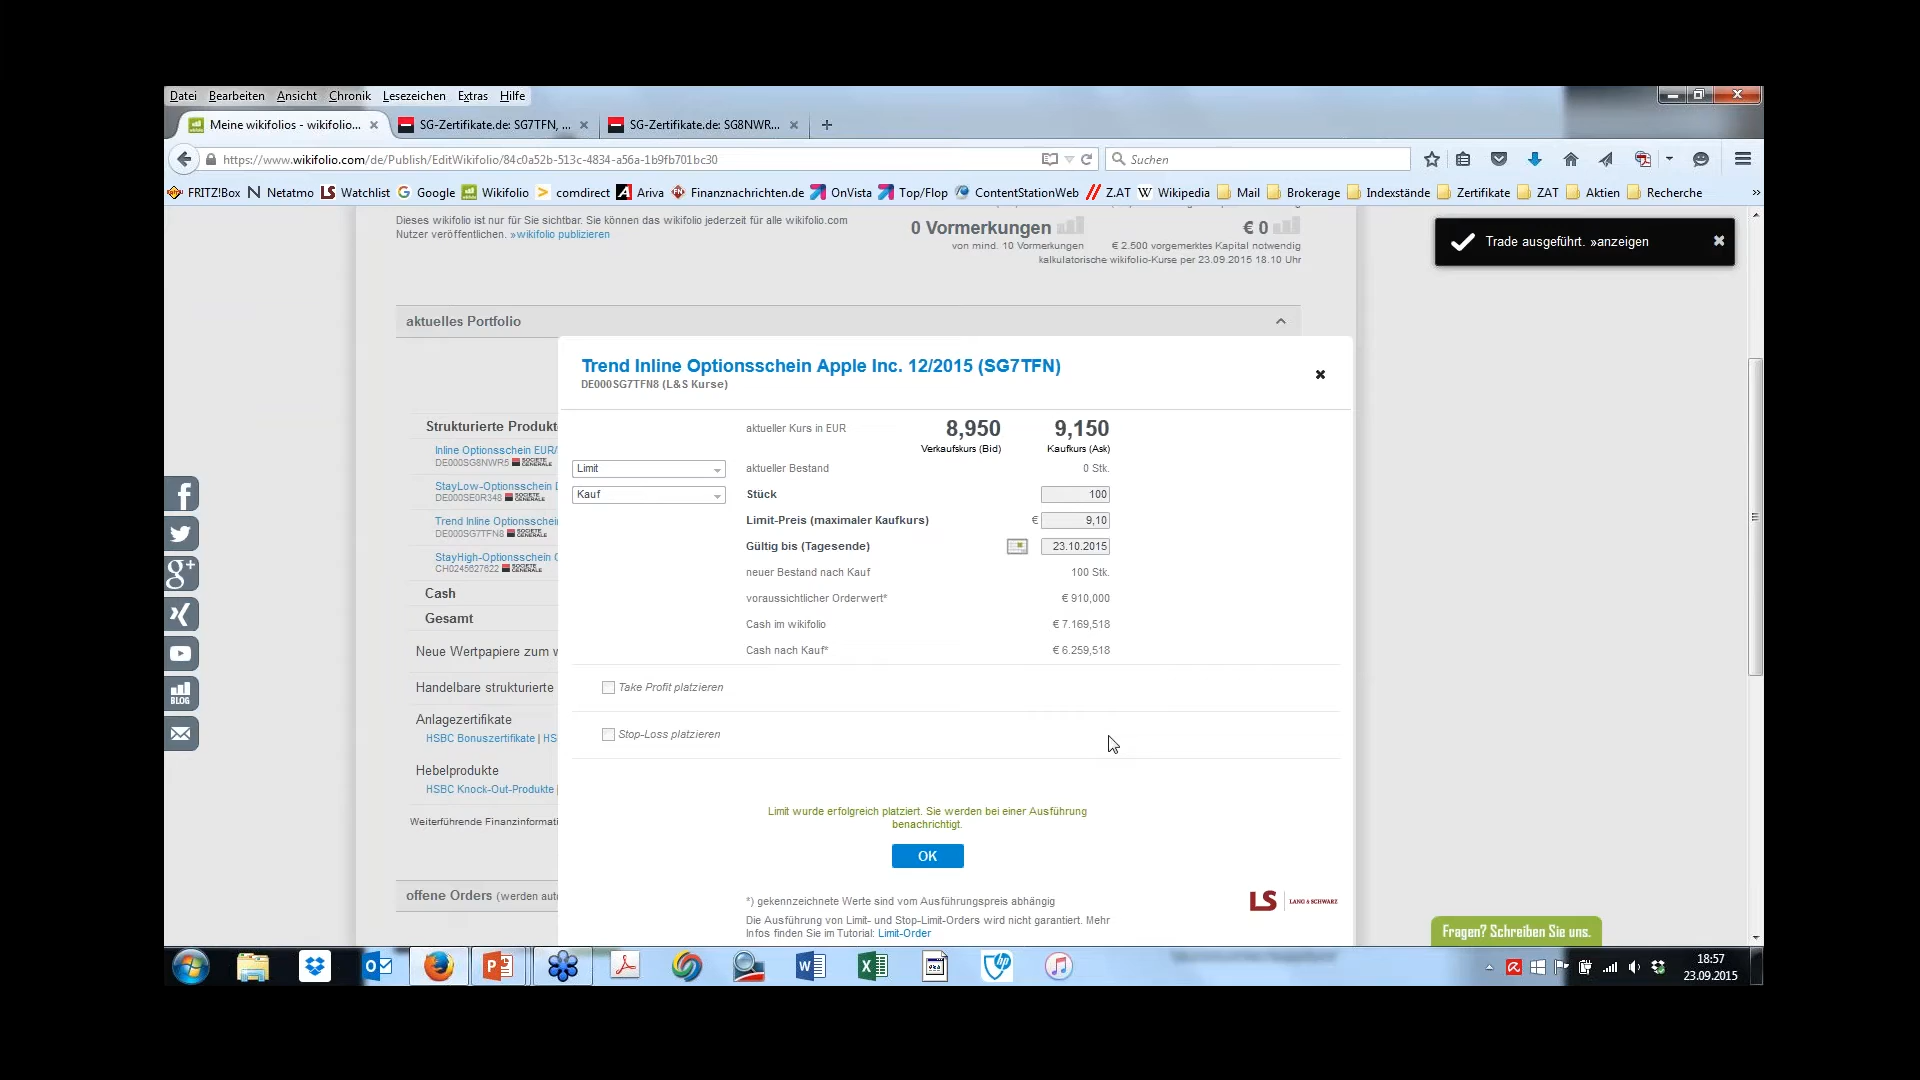 Datei Bearbeiten Ansicht Chronik Lesezeichen Extras Hilfe
Meine wikifolios - wikifolio... SG-Zertifikate.de: SG7TFN, ... SG-Zertifikate.de: SG8NWR...
https://www.wikifolio.com/de/Publish/EditWikifolio/84c0a52b-513c-4834-a56a-1b9fb701bc30 Suchen
FRITZ!Box Netatmo Watchlist Google Wikifolio comdirect Ariva Finanznachrichten.de OnVista Top/Flop ContentStationWeb Z.AT Wikipedia Mail Brokerage Indexstände Zertifikate ZAT Aktien Recherche
Dieses wikifolio ist nur für Sie sichtbar. Sie können das wikifolio jederzeit für alle wikifolio.com
Nutzer veröffentlichen. »wikifolio publizieren
0 Vormerkungen € 0
von mind. 10 Vormerkungen € 2.500 vorgemerktes Kapital notwendig
kalkulatorische wikifolio-Kurse per 23.09.2015 18.10 Uhr
Trade ausgeführt. »anzeigen
aktuelles Portfolio
Strukturierte Produkt
Inline Optionsschein EUR/
DE000SG8NWR5 SOCIETE GENERALE
StayLow-Optionsschein
DE000SE0R348 SOCIETE GENERALE
Trend Inline Optionsschei
DE000SG7TFN8 SOCIETE GENERALE
StayHigh-Optionsschein
CH0245627622 SOCIETE GENERALE
Cash
Gesamt
Neue Wertpapiere zum w
Handelbare strukturierte
Anlagezertifikate
HSBC Bonuszertifikate | HS
Hebelprodukte
HSBC Knock-Out-Produkte |
Weiterführende Finanzinformati
offene Orders (werden auto
Trend Inline Optionsschein Apple Inc. 12/2015 (SG7TFN)
DE000SG7TFN8 (L&S Kurse)
aktueller Kurs in EUR 8,950 9,150
Verkaufskurs (Bid) Kaufkurs (Ask)
Limit aktueller Bestand 0 Stk.
Kauf Stück 100
Limit-Preis (maximaler Kaufkurs) € 9,10
Gültig bis (Tagesende) 23.10.2015
neuer Bestand nach Kauf 100 Stk.
voraussichtlicher Orderwert* € 910,000
Cash im wikifolio € 7.169,518
Cash nach Kauf* € 6.259,518
Take Profit platzieren
Stop-Loss platzieren
Limit wurde erfolgreich platziert. Sie werden bei einer Ausführung
benachrichtigt.
OK
*) gekennzeichnete Werte sind vom Ausführungspreis abhängig
Die Ausführung von Limit- und Stop-Limit-Orders wird nicht garantiert. Mehr
Infos finden Sie im Tutorial: Limit-Order
LS LANG & SCHWARZ
BLOG
Fragen? Schreiben Sie uns.
18:57
23.09.2015